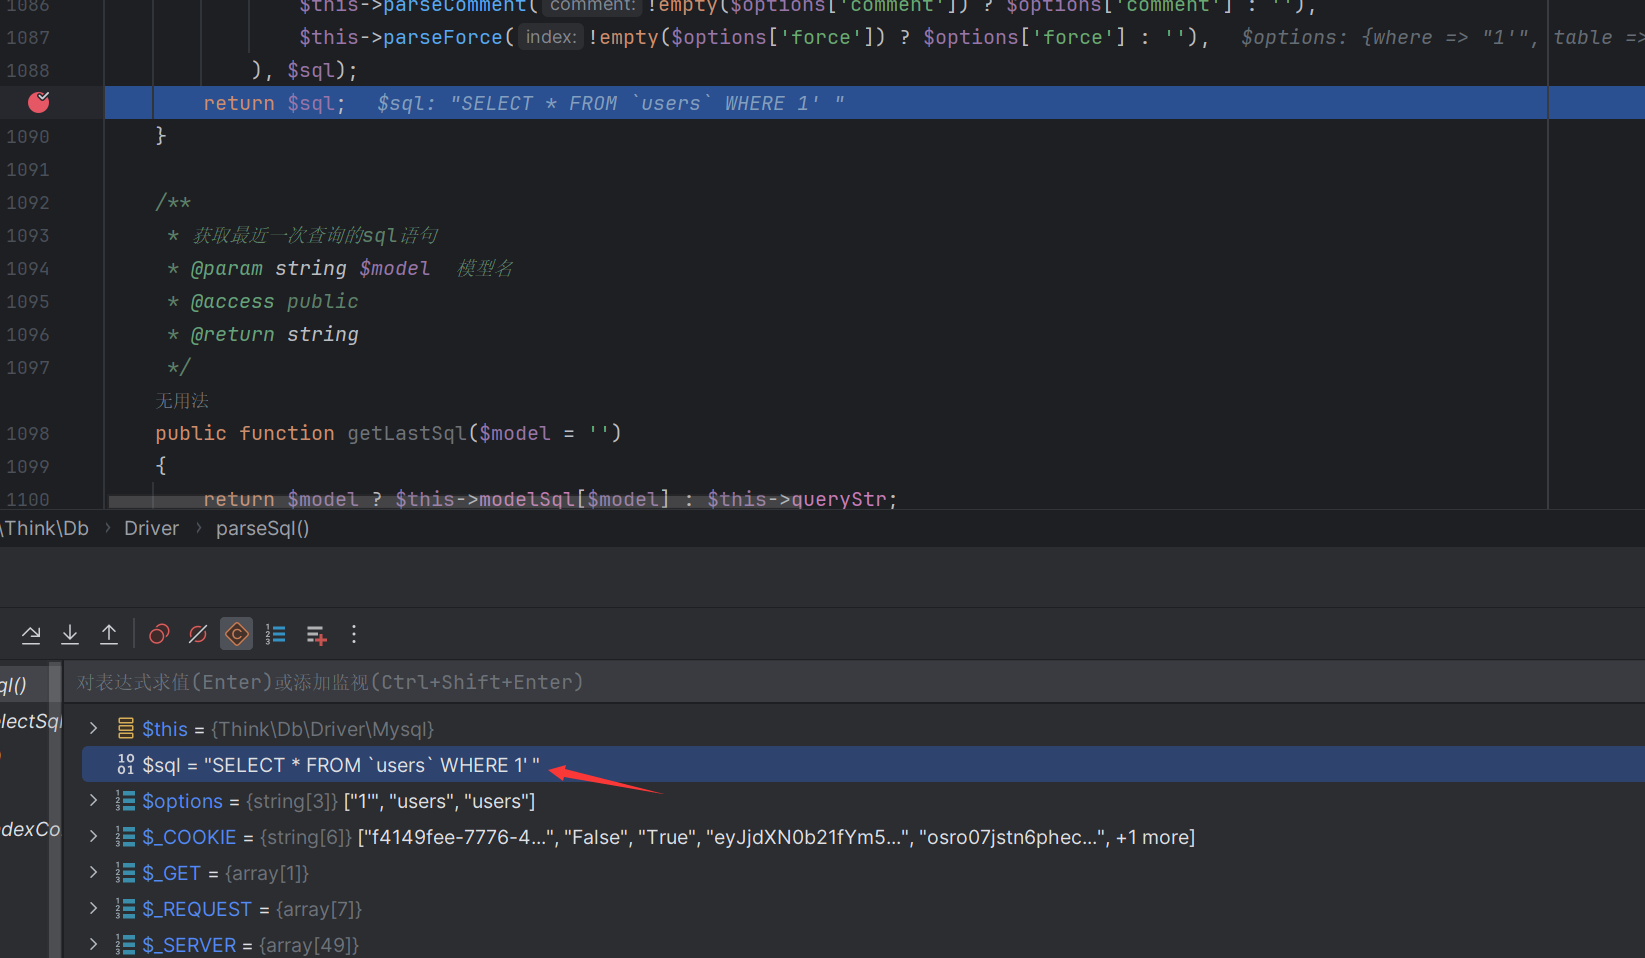 1086 $this->parseComment( comment: !empty($options['comment']) ? $options['comment'] : ''),
1087 $this->parseForce( index: !empty($options['force']) ? $options['force'] : ''), $options: {where => "1'", table =>
1088 ), $sql);
return $sql; $sql: "SELECT * FROM `users` WHERE 1' "
1090 }
1091
1092 /**
1093 * 获取最近一次查询的sql语句
1094 * @param string $model 模型名
1095 * @access public
1096 * @return string
1097 */
无用法
1098 public function getLastSql($model = '')
1099 {
1100 return $model ? $this->modelSql[$model] : $this->queryStr;
\Think\Db › Driver › parseSql()
ql()
对表达式求值(Enter)或添加监视(Ctrl+Shift+Enter)
lectSql
$this = {Think\Db\Driver\Mysql}
$sql = "SELECT * FROM `users` WHERE 1' "
$options = {string[3]} ["1'", "users", "users"]
dexCo
$_COOKIE = {string[6]} ["f4149fee-7776-4...", "False", "True", "eyJjdXN0b21fYm5...", "osro07jstn6phec...", +1 more]
$_GET = {array[1]}
$_REQUEST = {array[7]}
$_SERVER = {array[49]}